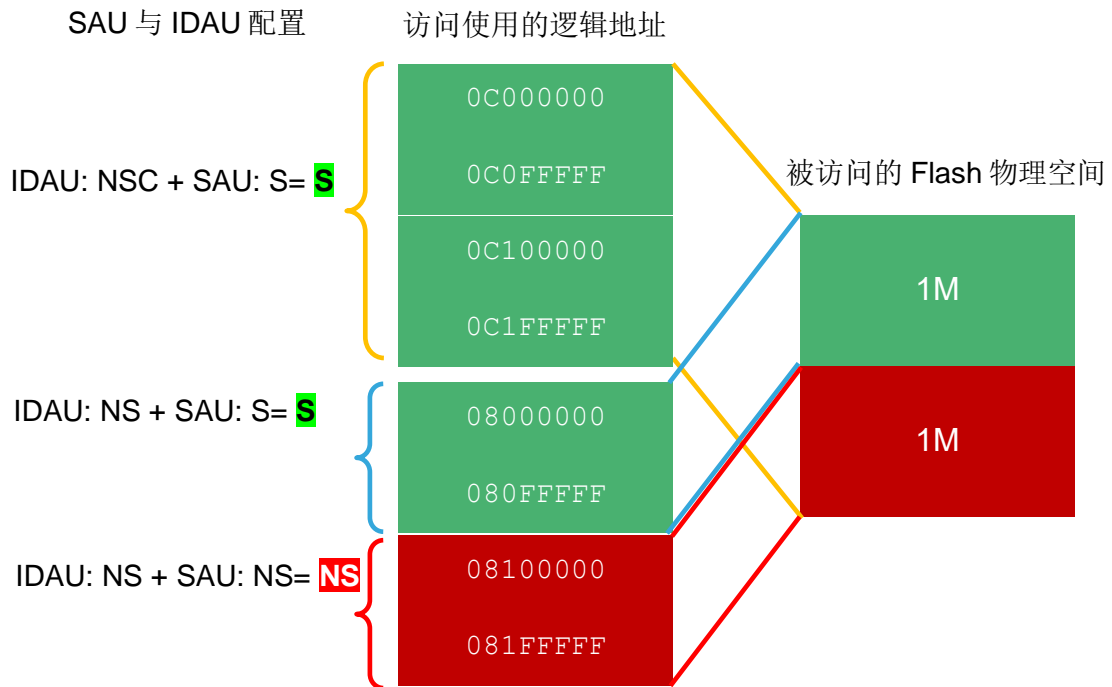 SAU 与 IDAU 配置
访问使用的逻辑地址
0C000000
0C0FFFFF
IDAU: NSC + SAU: S= S
被访问的 Flash 物理空间
0C100000
0C1FFFFF
1M
IDAU: NS + SAU: S= S
08000000
080FFFFF
1M
IDAU: NS + SAU: NS= NS
08100000
081FFFFF